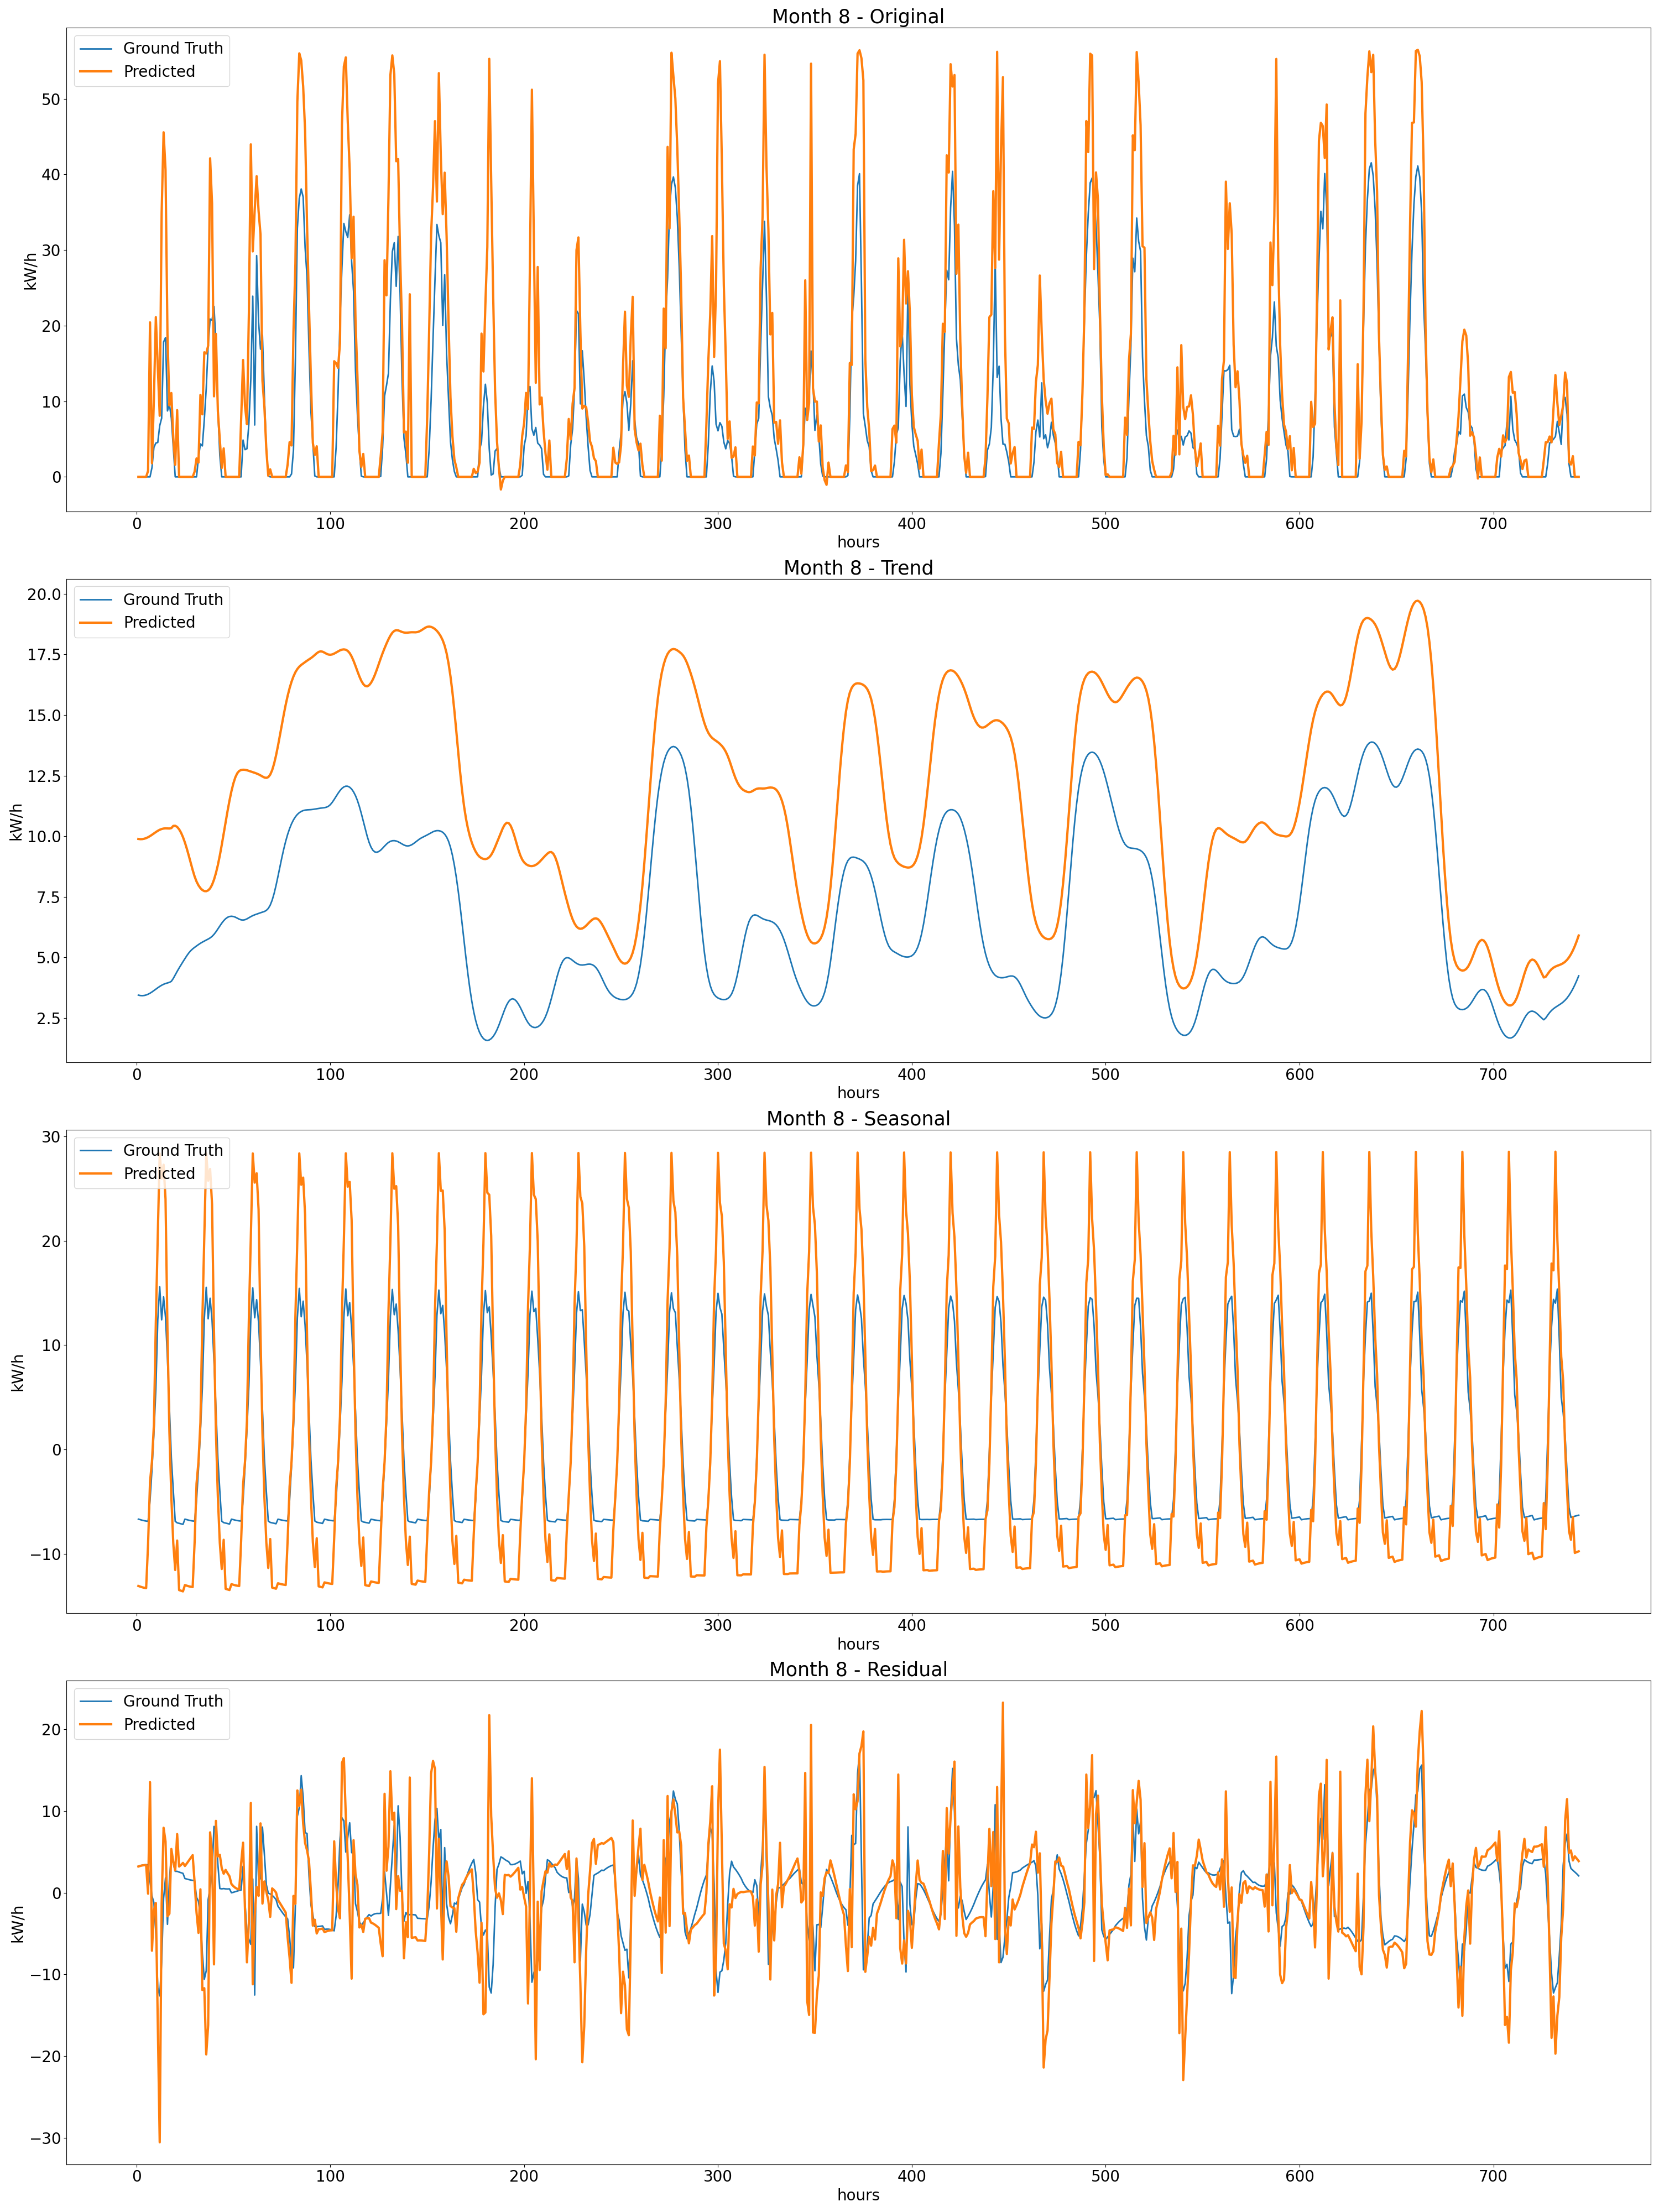 Month 8 - Original
Ground Truth
Predicted
kW/h
50
40
30
20
10
0
0 100 200 300 400 500 600 700
hours
Month 8 - Trend
Ground Truth
Predicted
kW/h
20.0
17.5
15.0
12.5
10.0
7.5
5.0
2.5
0 100 200 300 400 500 600 700
hours
Month 8 - Seasonal
Ground Truth
Predicted
kW/h
30
20
10
0
−10
0 100 200 300 400 500 600 700
hours
Month 8 - Residual
Ground Truth
Predicted
kW/h
20
10
0
−10
−20
−30
0 100 200 300 400 500 600 700
hours